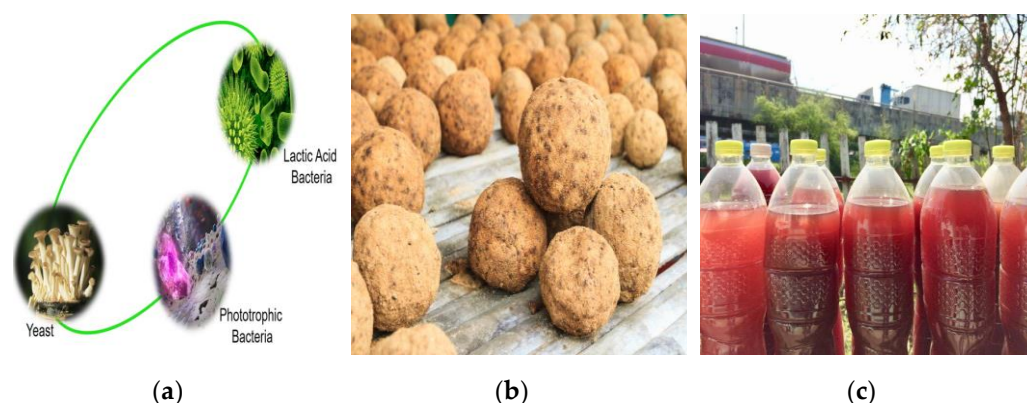 Lactic Acid
Bacteria
Yeast
Phototrophic
Bacteria
(a)
(b)
(c)